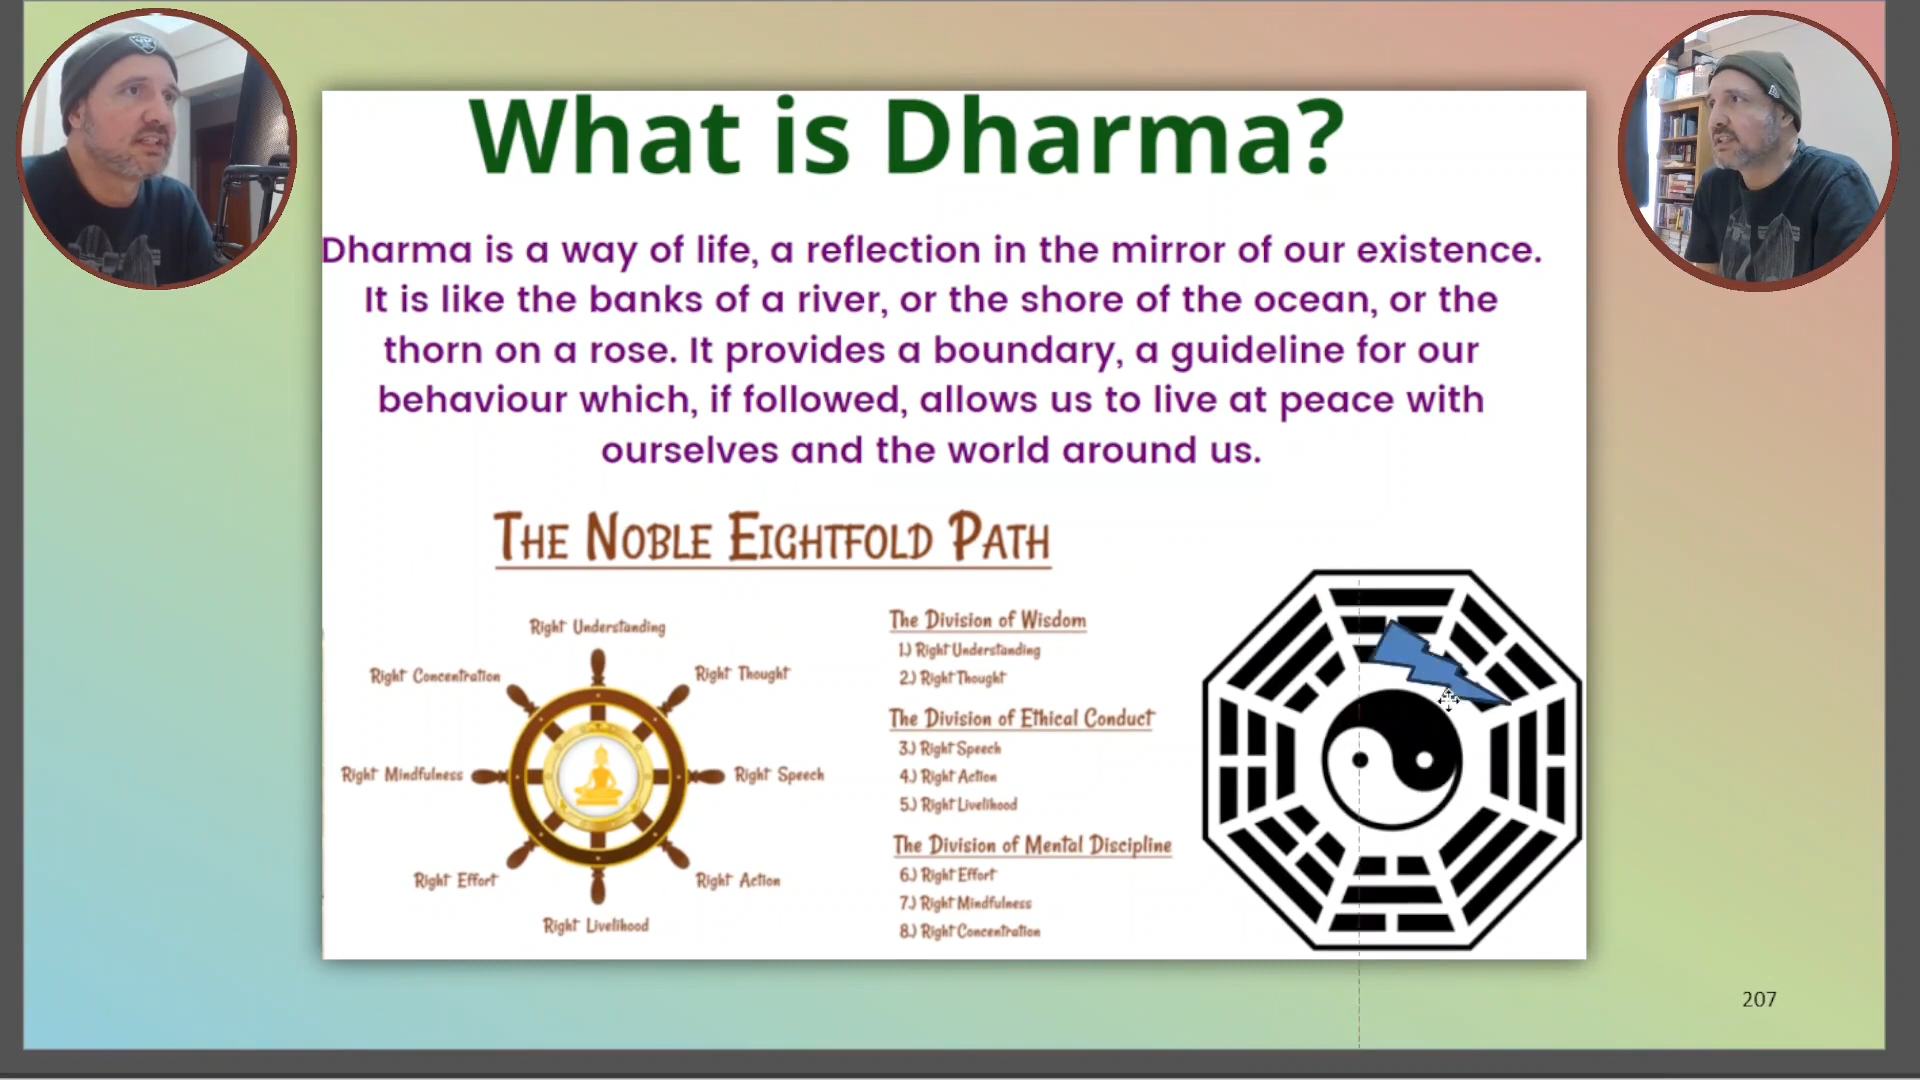 What is Dharma?
Dharma is a way of life, a reflection in the mirror of our existence.
It is like the banks of a river, or the shore of the ocean, or the
thorn on a rose. It provides a boundary, a guideline for our
behaviour which, if followed, allows us to live at peace with
ourselves and the world around us.
The Noble Eightfold Path
Right Understanding
Right Concentration
Right Thought
Right Mindfulness
Right Speech
Right Effort
Right Action
Right Livelihood
The Division of Wisdom
1.) Right Understanding
2.) Right Thought
The Division of Ethical Conduct
3.) Right Speech
4.) Right Action
5.) Right Livelihood
The Division of Mental Discipline
6.) Right Effort
7.) Right Mindfulness
8.) Right Concentration
207